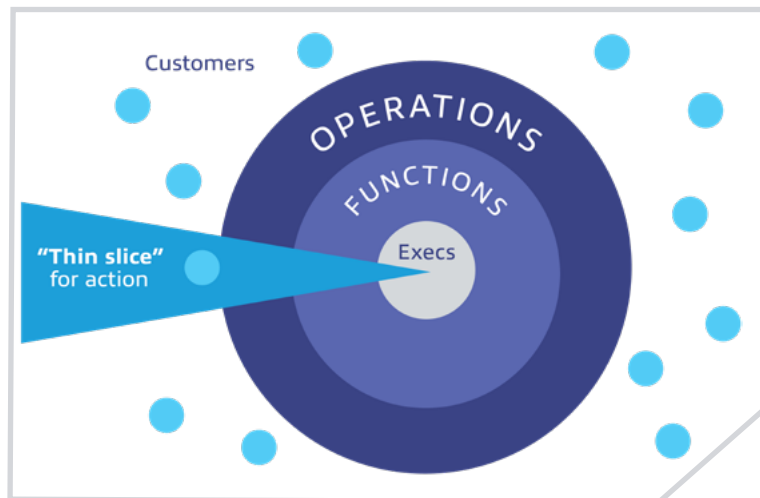 Customers
OPERATIONS
FUNCTIONS
Execs
“Thin slice”
for action